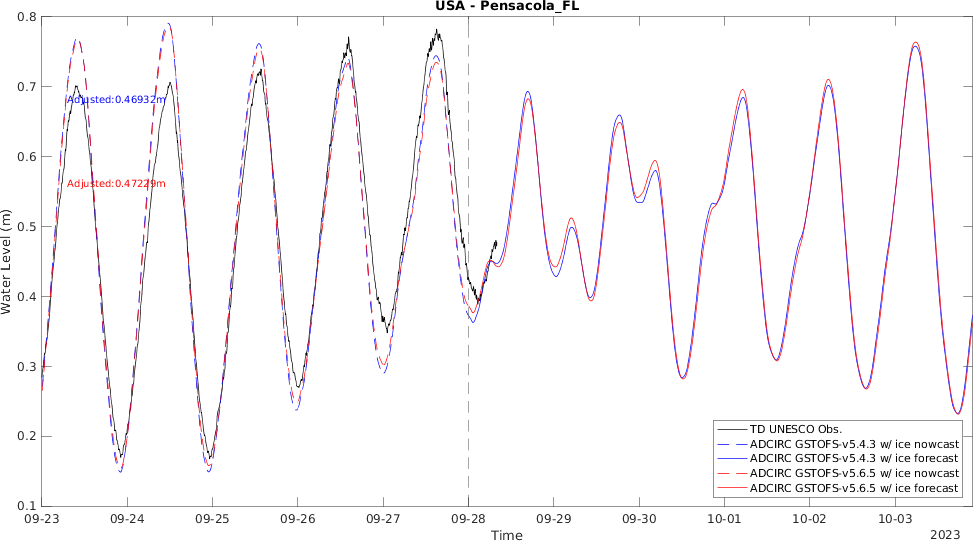 USA - Pensacola_FL
0.8
0.7
0.6
0.5
0.4
0.3
0.2
0.1
Water Level (m)
Adjusted:0.46932m
Adjusted:0.47229m
TD UNESCO Obs.
ADCIRC GSTOFS-v5.4.3 w/ ice nowcast
ADCIRC GSTOFS-v5.4.3 w/ ice forecast
ADCIRC GSTOFS-v5.6.5 w/ ice nowcast
ADCIRC GSTOFS-v5.6.5 w/ ice forecast
09-23 09-24 09-25 09-26 09-27 09-28 09-29 09-30 10-01 10-02 10-03
Time
2023